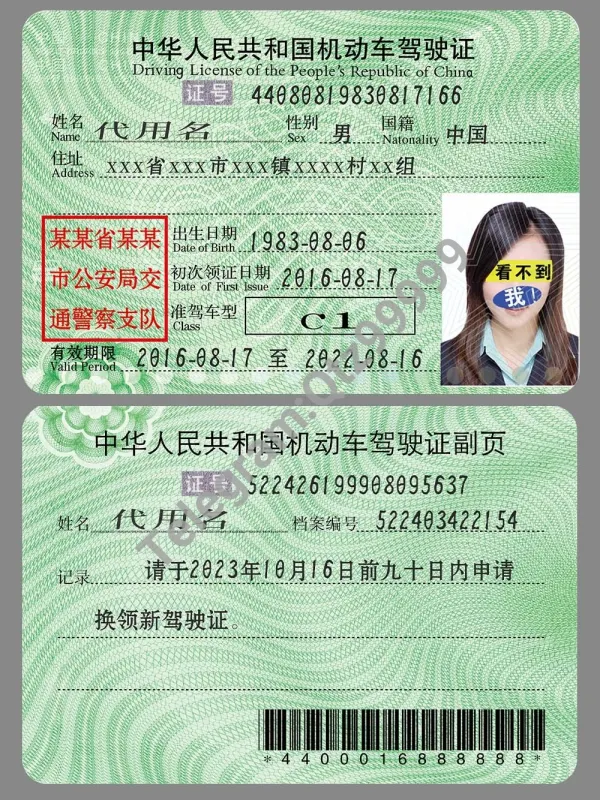 中华人民共和国机动车驾驶证
Driving License of the People's Republic of China
证号 44080819830817166
姓名 代用名 性别 男 国籍 中国
Name Sex Natonality
住址 xxx省xxx市xxx镇xxxx村xx组
Address
某某省某某
市公安局交
通警察支队
出生日期 1983-08-06
Date of Birth
初次领证日期 2016-08-17
Date of First Issue
准驾车型 C1
Class
有效期限 2016-08-17 至 2022-08-16
Valid Period
看不到
我
中华人民共和国机动车驾驶证副页
证号 522426199908095637
姓名 代用名 档案编号 522403422154
记录 请于2023年10月16日前九十日内申请
换领新驾驶证。
*4400016888888*